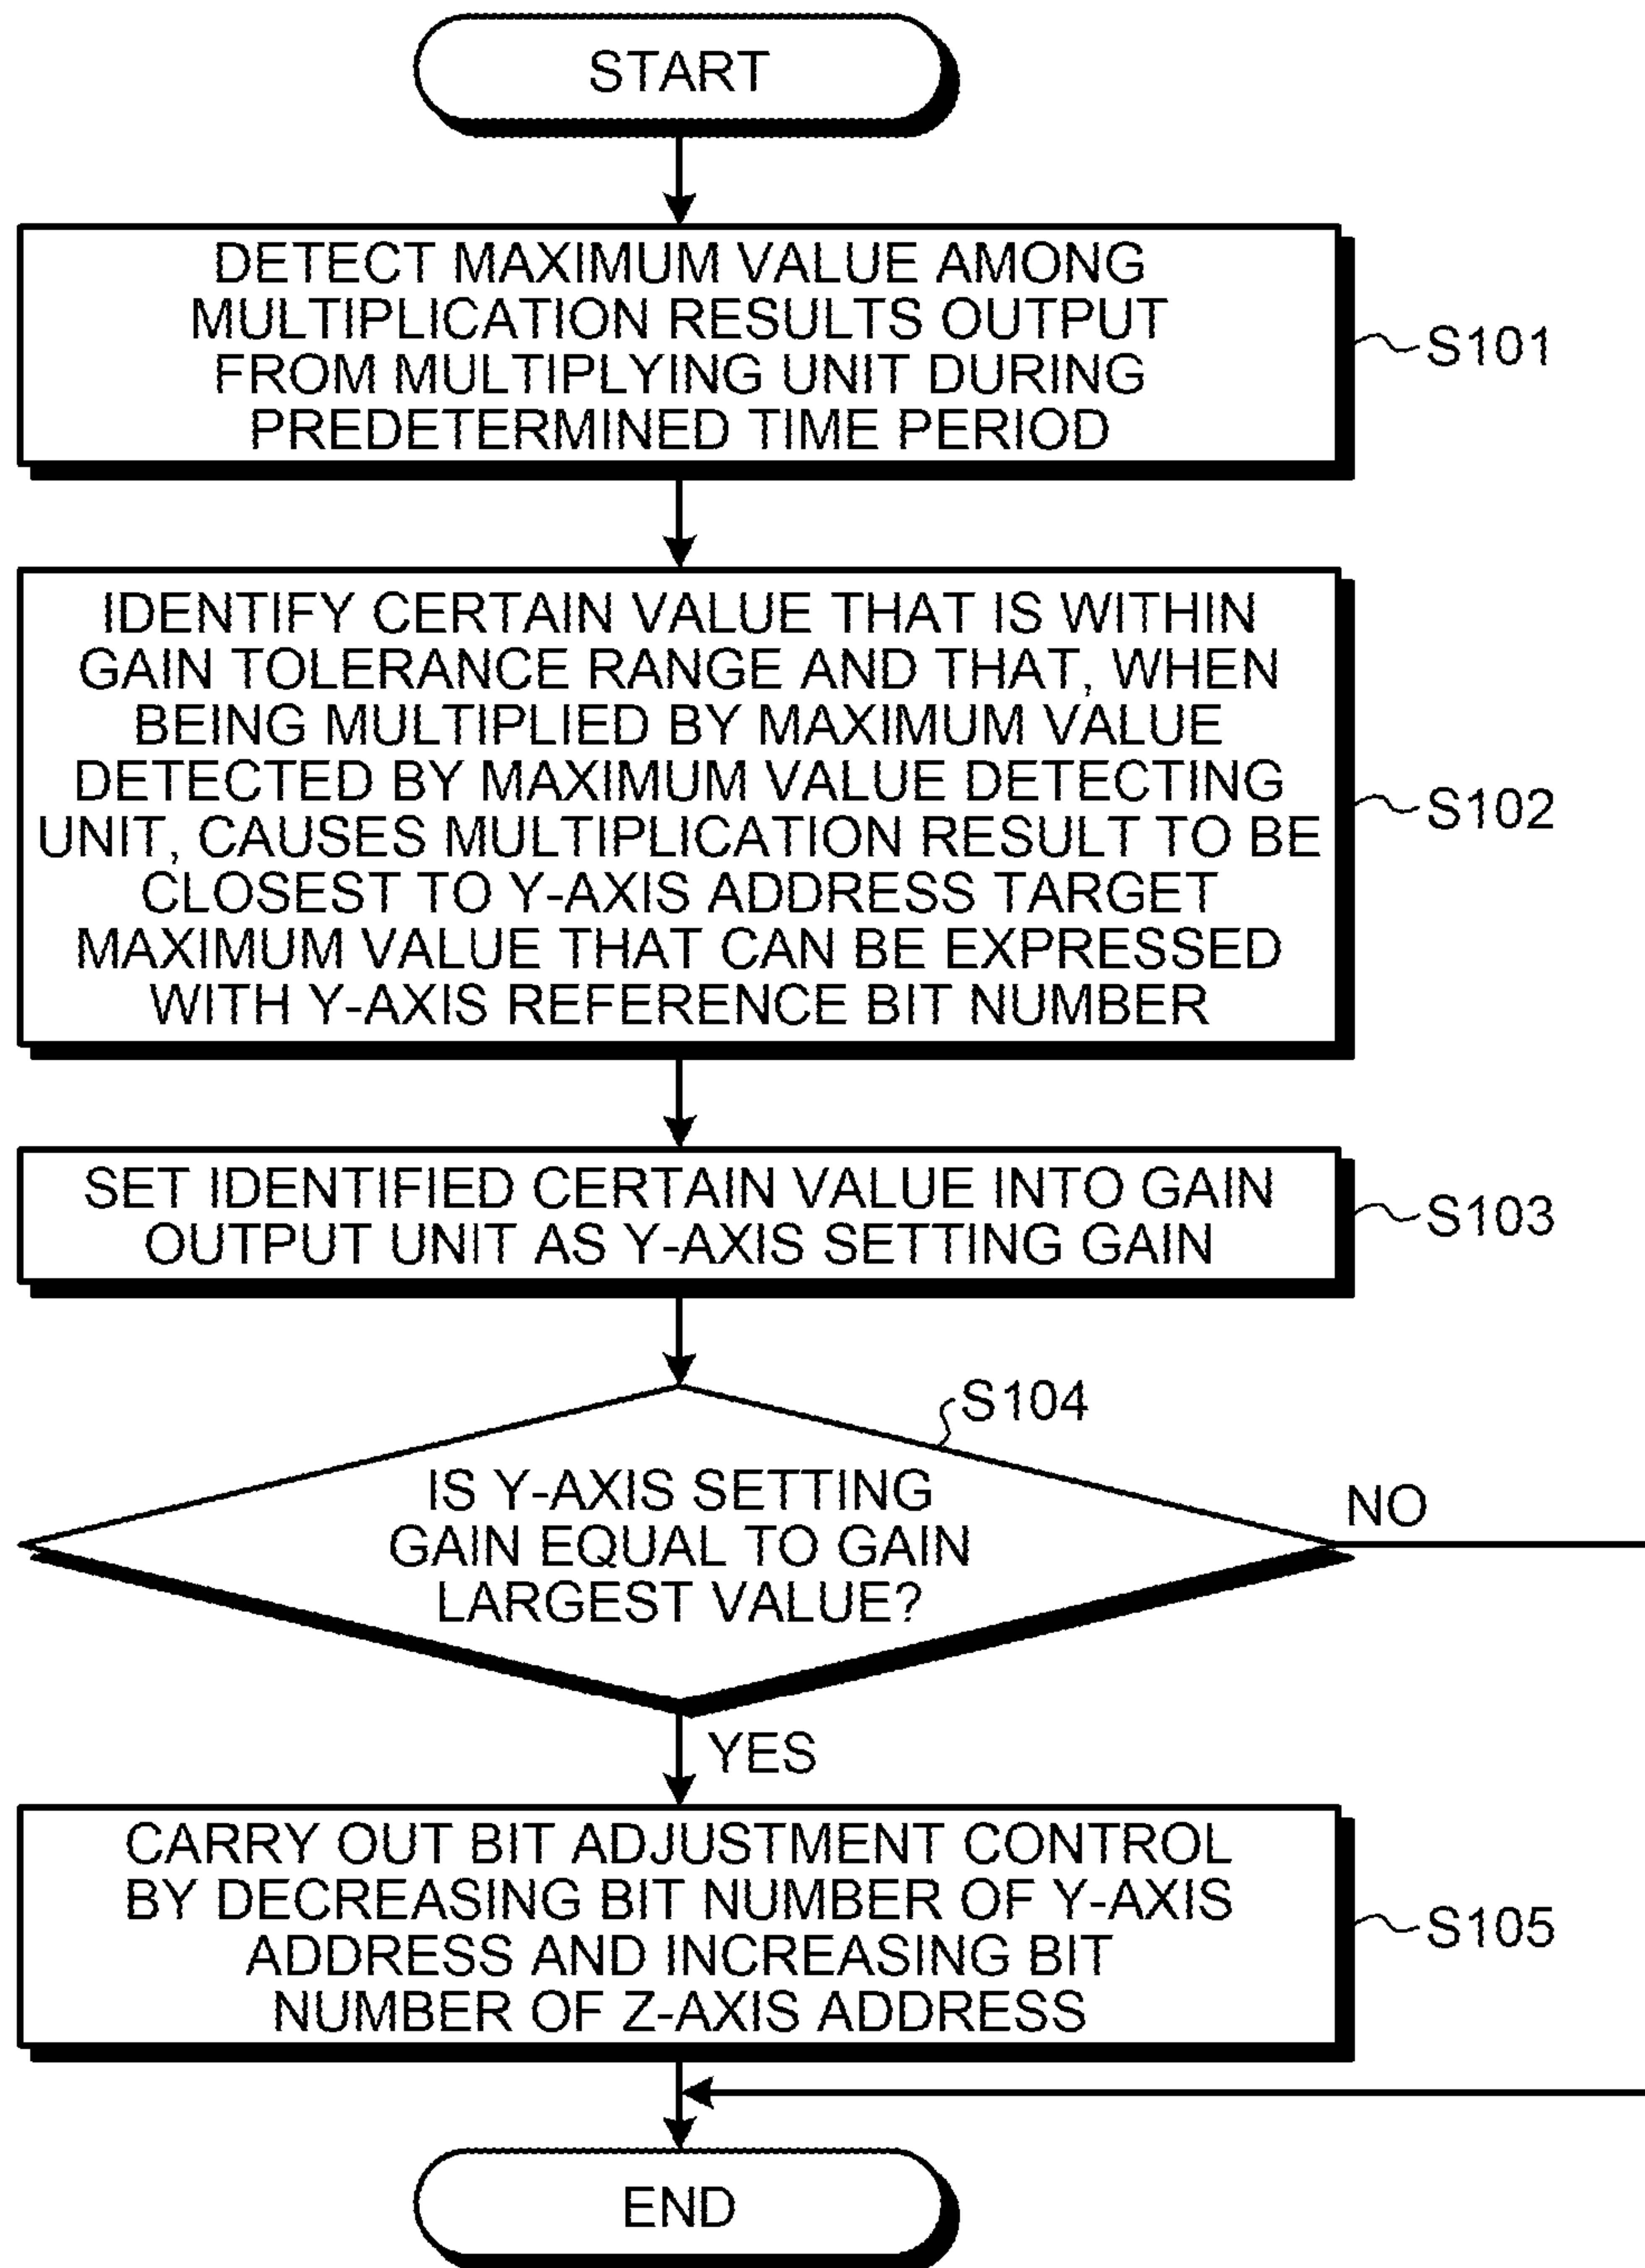 START
DETECT MAXIMUM VALUE AMONG
MULTIPLICATION RESULTS OUTPUT
FROM MULTIPLYING UNIT DURING
PREDETERMINED TIME PERIOD
S101
IDENTIFY CERTAIN VALUE THAT IS WITHIN
GAIN TOLERANCE RANGE AND THAT, WHEN
BEING MULTIPLIED BY MAXIMUM VALUE
DETECTED BY MAXIMUM VALUE DETECTING
UNIT, CAUSES MULTIPLICATION RESULT TO BE
CLOSEST TO Y-AXIS ADDRESS TARGET
MAXIMUM VALUE THAT CAN BE EXPRESSED
WITH Y-AXIS REFERENCE BIT NUMBER
S102
SET IDENTIFIED CERTAIN VALUE INTO GAIN
OUTPUT UNIT AS Y-AXIS SETTING GAIN
S103
S104
IS Y-AXIS SETTING
GAIN EQUAL TO GAIN
LARGEST VALUE?
NO
YES
CARRY OUT BIT ADJUSTMENT CONTROL
BY DECREASING BIT NUMBER OF Y-AXIS
ADDRESS AND INCREASING BIT
NUMBER OF Z-AXIS ADDRESS
S105
END